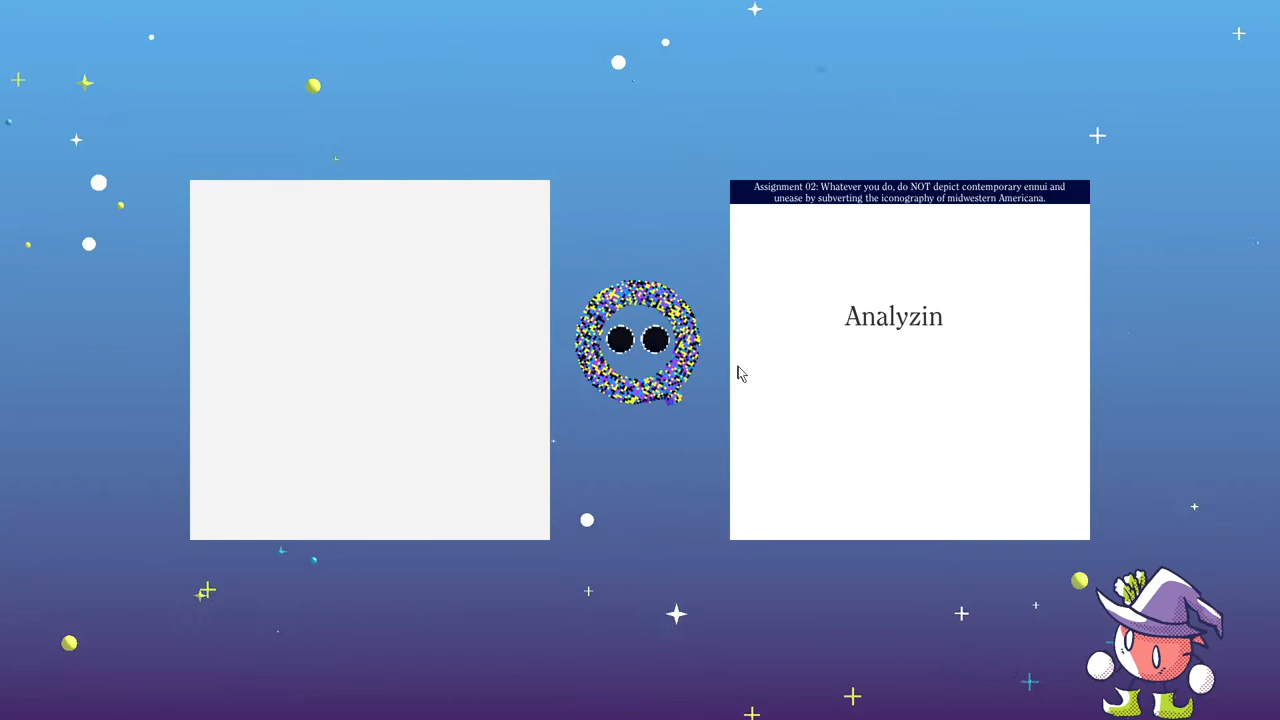 Assignment 02: Whatever you do, do NOT depict contemporary ennui and
unease by subverting the iconography of midwestern Americana.
Analyzin